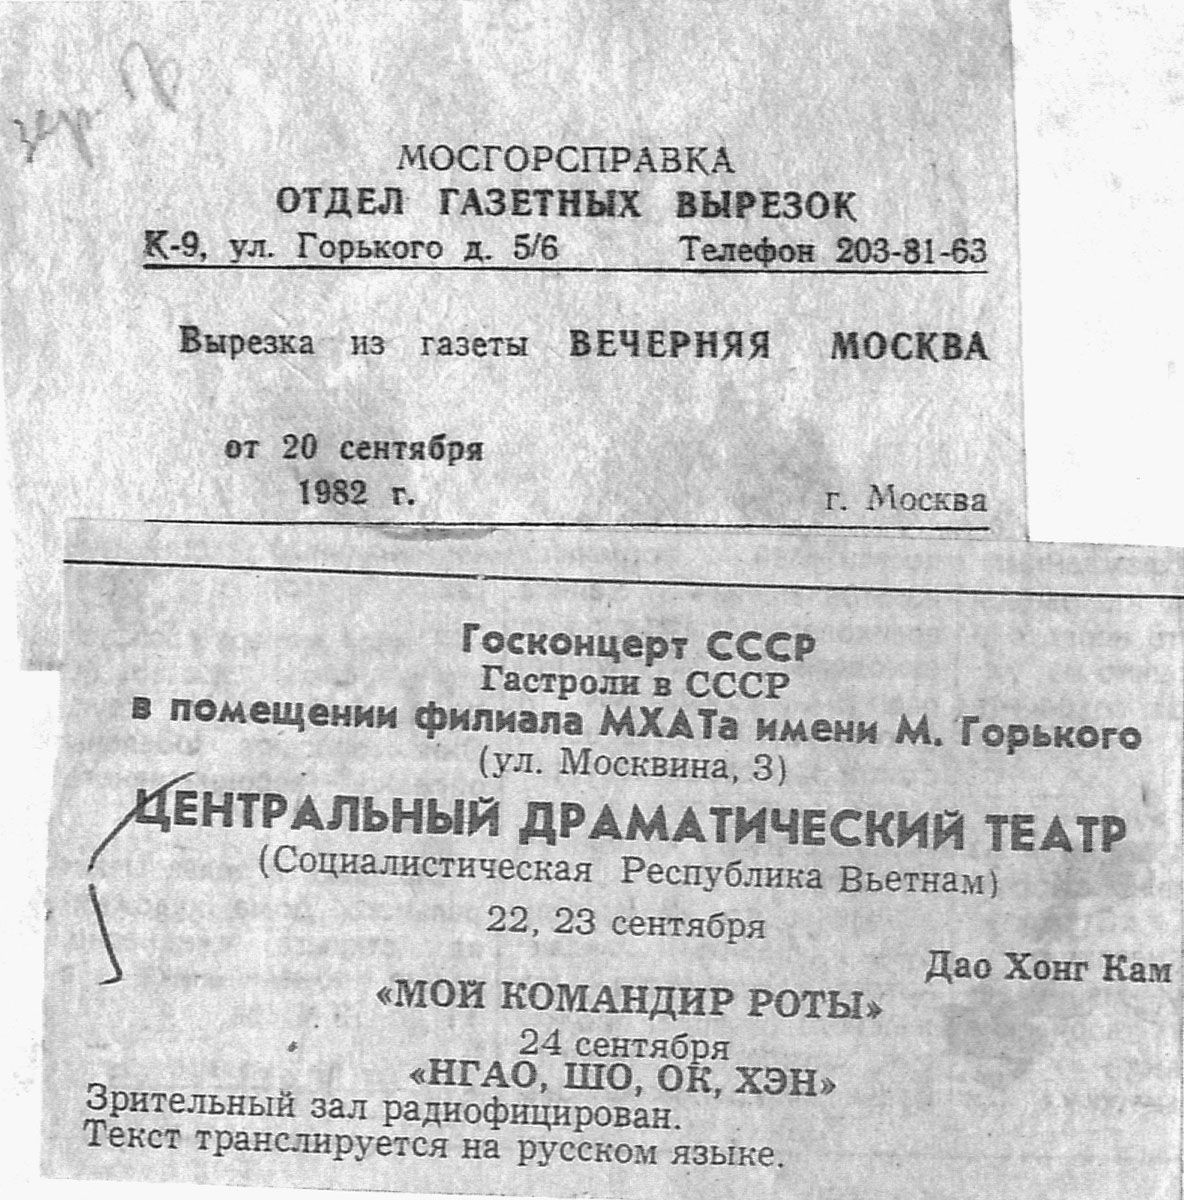 МОСГОРСПРАВКА
ОТДЕЛ ГАЗЕТНЫХ ВЫРЕЗОК
К-9, ул. Горького д. 5/6 Телефон 203-81-63
Вырезка из газеты ВЕЧЕРНЯЯ МОСКВА
от 20 сентября
1982 г. г. Москва
Госконцерт СССР
Гастроли в СССР
в помещении филиала МХАТа имени М. Горького
(ул. Москвина, 3)
ЦЕНТРАЛЬНЫЙ ДРАМАТИЧЕСКИЙ ТЕАТР
(Социалистическая Республика Вьетнам)
22, 23 сентября
Дао Хонг Кам
«МОЙ КОМАНДИР РОТЫ»
24 сентября
«НГАО, ШО, ОК, ХЭН»
Зрительный зал радиофицирован.
Текст транслируется на русском языке.